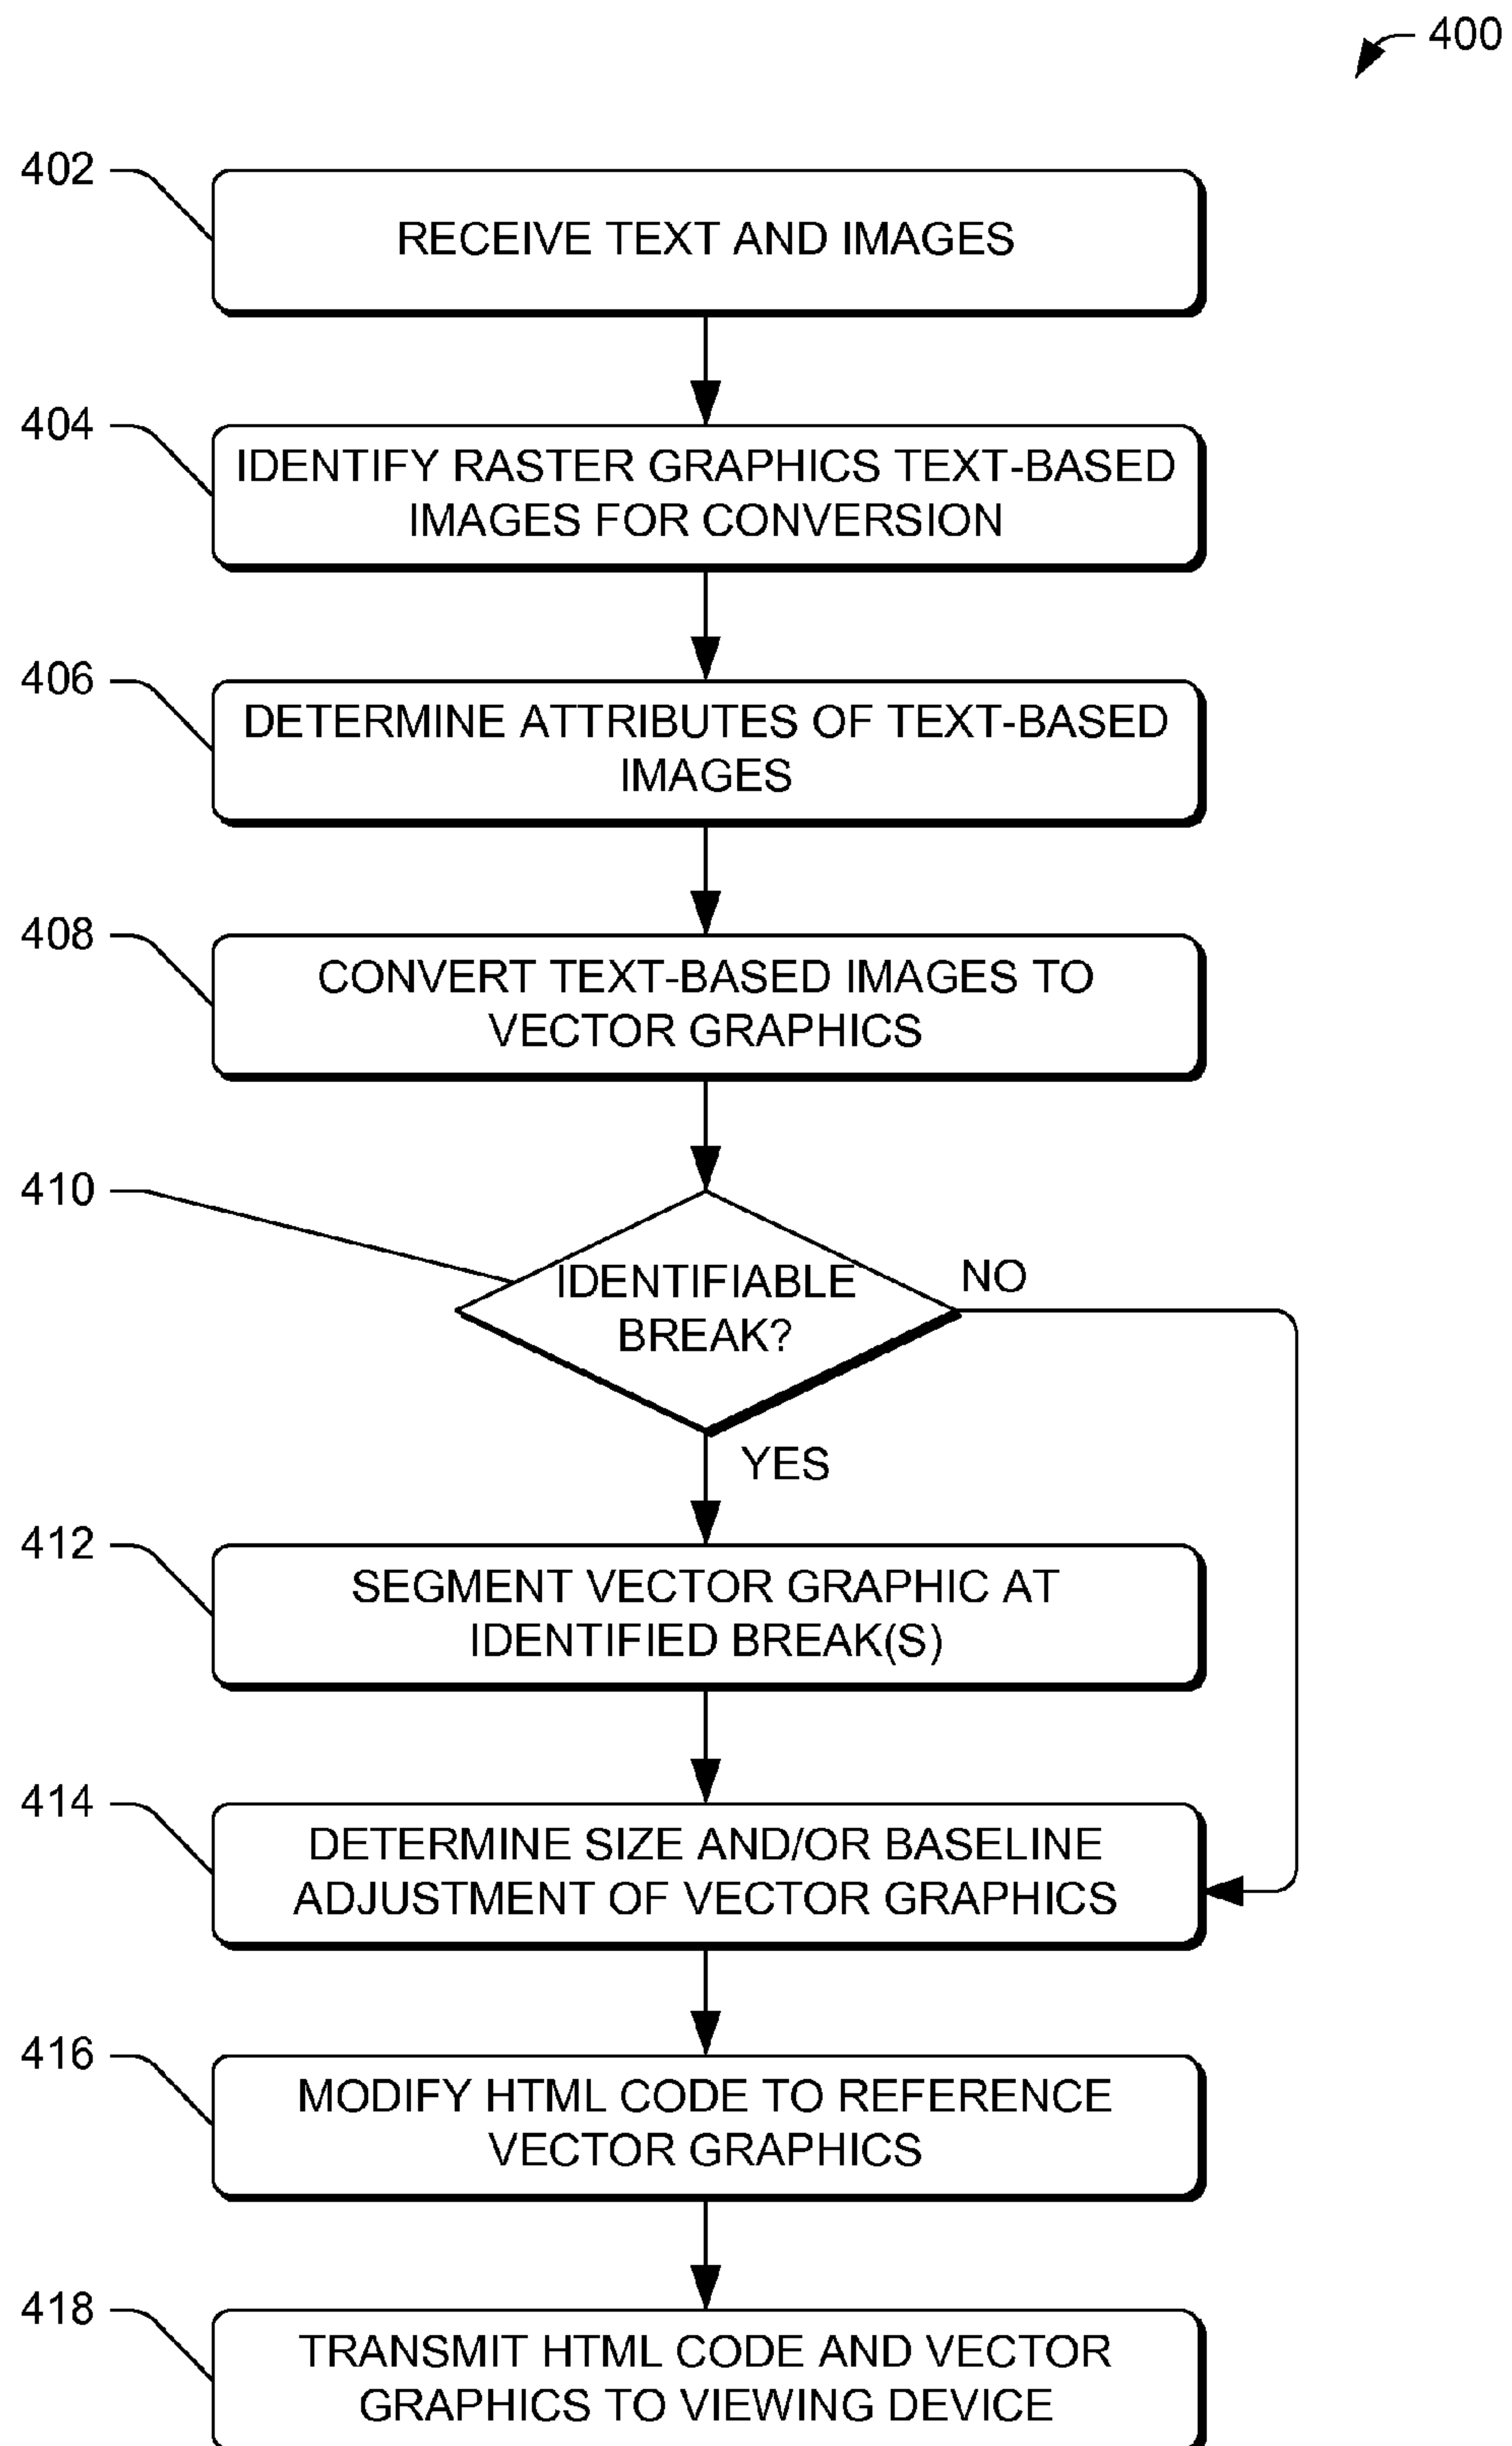 400
402
RECEIVE TEXT AND IMAGES
404
IDENTIFY RASTER GRAPHICS TEXT-BASED
IMAGES FOR CONVERSION
406
DETERMINE ATTRIBUTES OF TEXT-BASED
IMAGES
408
CONVERT TEXT-BASED IMAGES TO
VECTOR GRAPHICS
410
IDENTIFIABLE
BREAK?
NO
YES
412
SEGMENT VECTOR GRAPHIC AT
IDENTIFIED BREAK(S)
414
DETERMINE SIZE AND/OR BASELINE
ADJUSTMENT OF VECTOR GRAPHICS
416
MODIFY HTML CODE TO REFERENCE
VECTOR GRAPHICS
418
TRANSMIT HTML CODE AND VECTOR
GRAPHICS TO VIEWING DEVICE